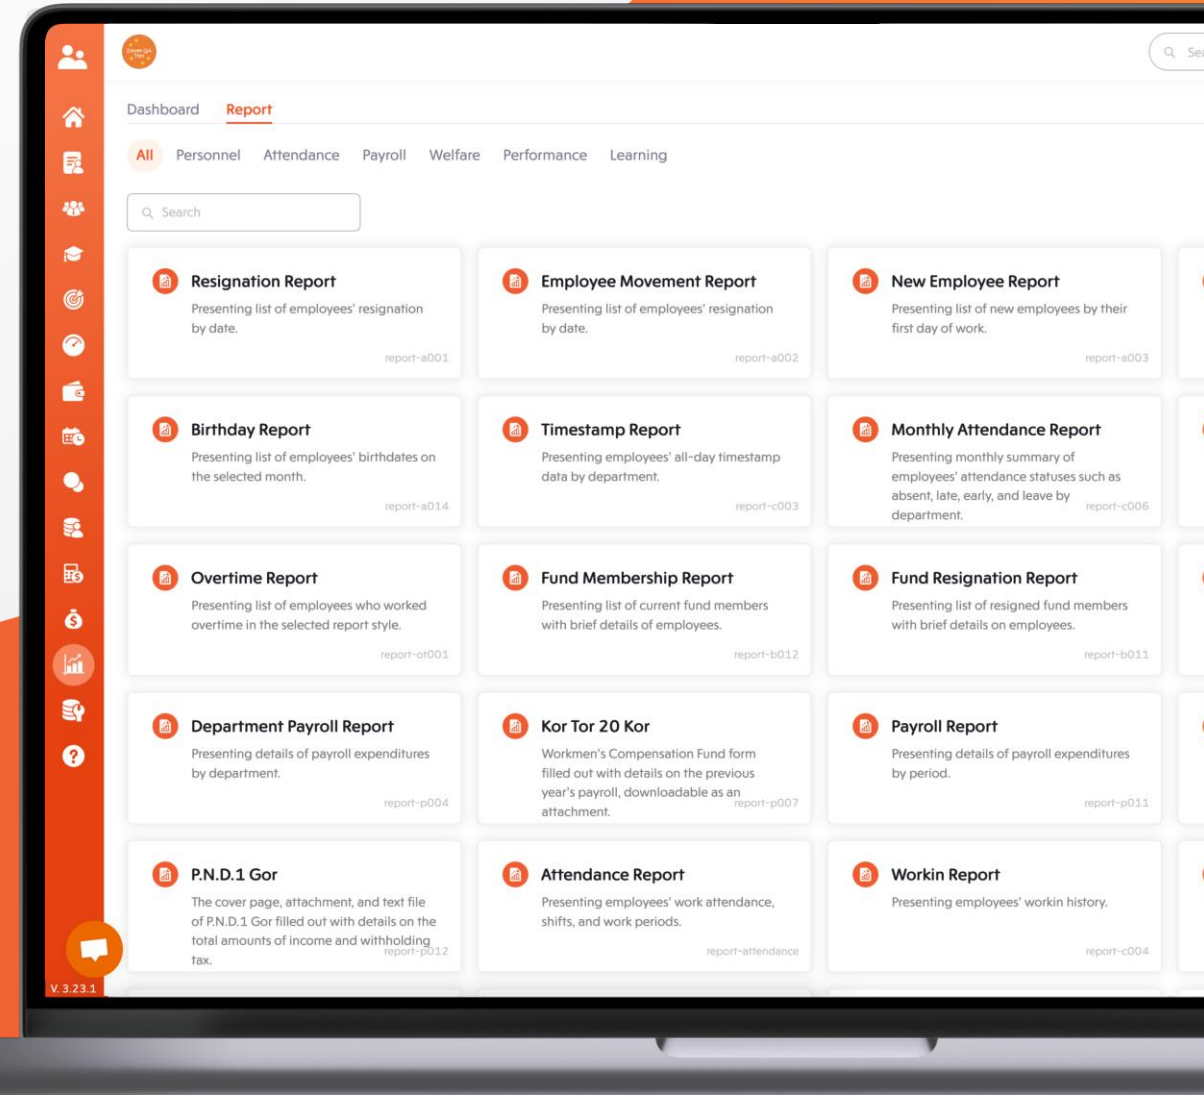 Sea
Dashboard Report
All Personnel Attendance Payroll Welfare Performance Learning
Search
Resignation Report
Presenting list of employees' resignation
by date.
report-a001
Employee Movement Report
Presenting list of employees' resignation
by date.
report-a002
New Employee Report
Presenting list of new employees by their
first day of work.
report-a003
Birthday Report
Presenting list of employees' birthdates on
the selected month.
report-a014
Timestamp Report
Presenting employees' all-day timestamp
data by department.
report-c003
Monthly Attendance Report
Presenting monthly summary of
employees' attendance statuses such as
absent, late, early, and leave by
department.
report-c006
Overtime Report
Presenting list of employees who worked
overtime in the selected report style.
report-ot001
Fund Membership Report
Presenting list of current fund members
with brief details of employees.
report-b012
Fund Resignation Report
Presenting list of resigned fund members
with brief details on employees.
report-b011
Department Payroll Report
Presenting details of payroll expenditures
by department.
report-p004
Kor Tor 20 Kor
Workmen's Compensation Fund form
filled out with details on the previous
year's payroll, downloadable as an
attachment.
report-p007
Payroll Report
Presenting details of payroll expenditures
by period.
report-p011
P.N.D.1 Gor
The cover page, attachment, and text file
of P.N.D.1 Gor filled out with details on the
total amounts of income and withholding
tax.
report-p012
Attendance Report
Presenting employees' work attendance,
shifts, and work periods.
report-attendance
Workin Report
Presenting employees' workin history.
report-c004
V. 3.23.1